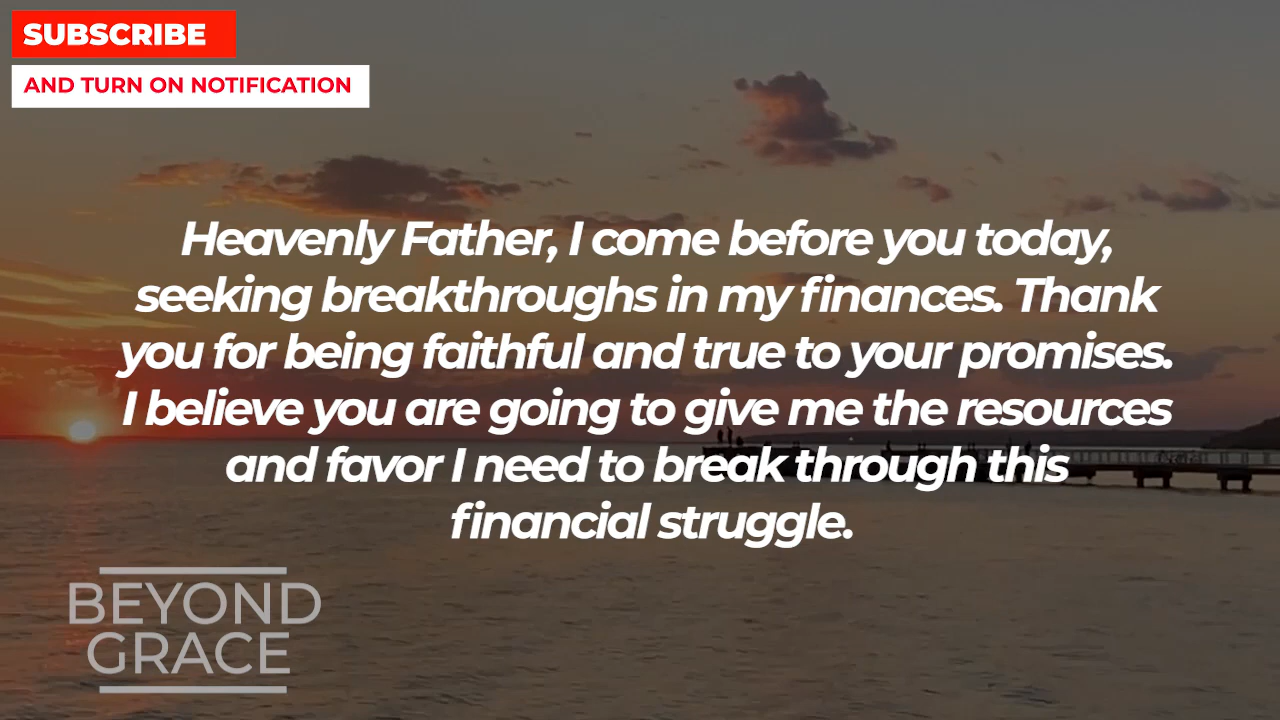 SUBSCRIBE
AND TURN ON NOTIFICATION
Heavenly Father, I come before you today,
seeking breakthroughs in my finances. Thank
you for being faithful and true to your promises.
I believe you are going to give me the resources
and favor I need to break through this
financial struggle.
BEYOND
GRACE